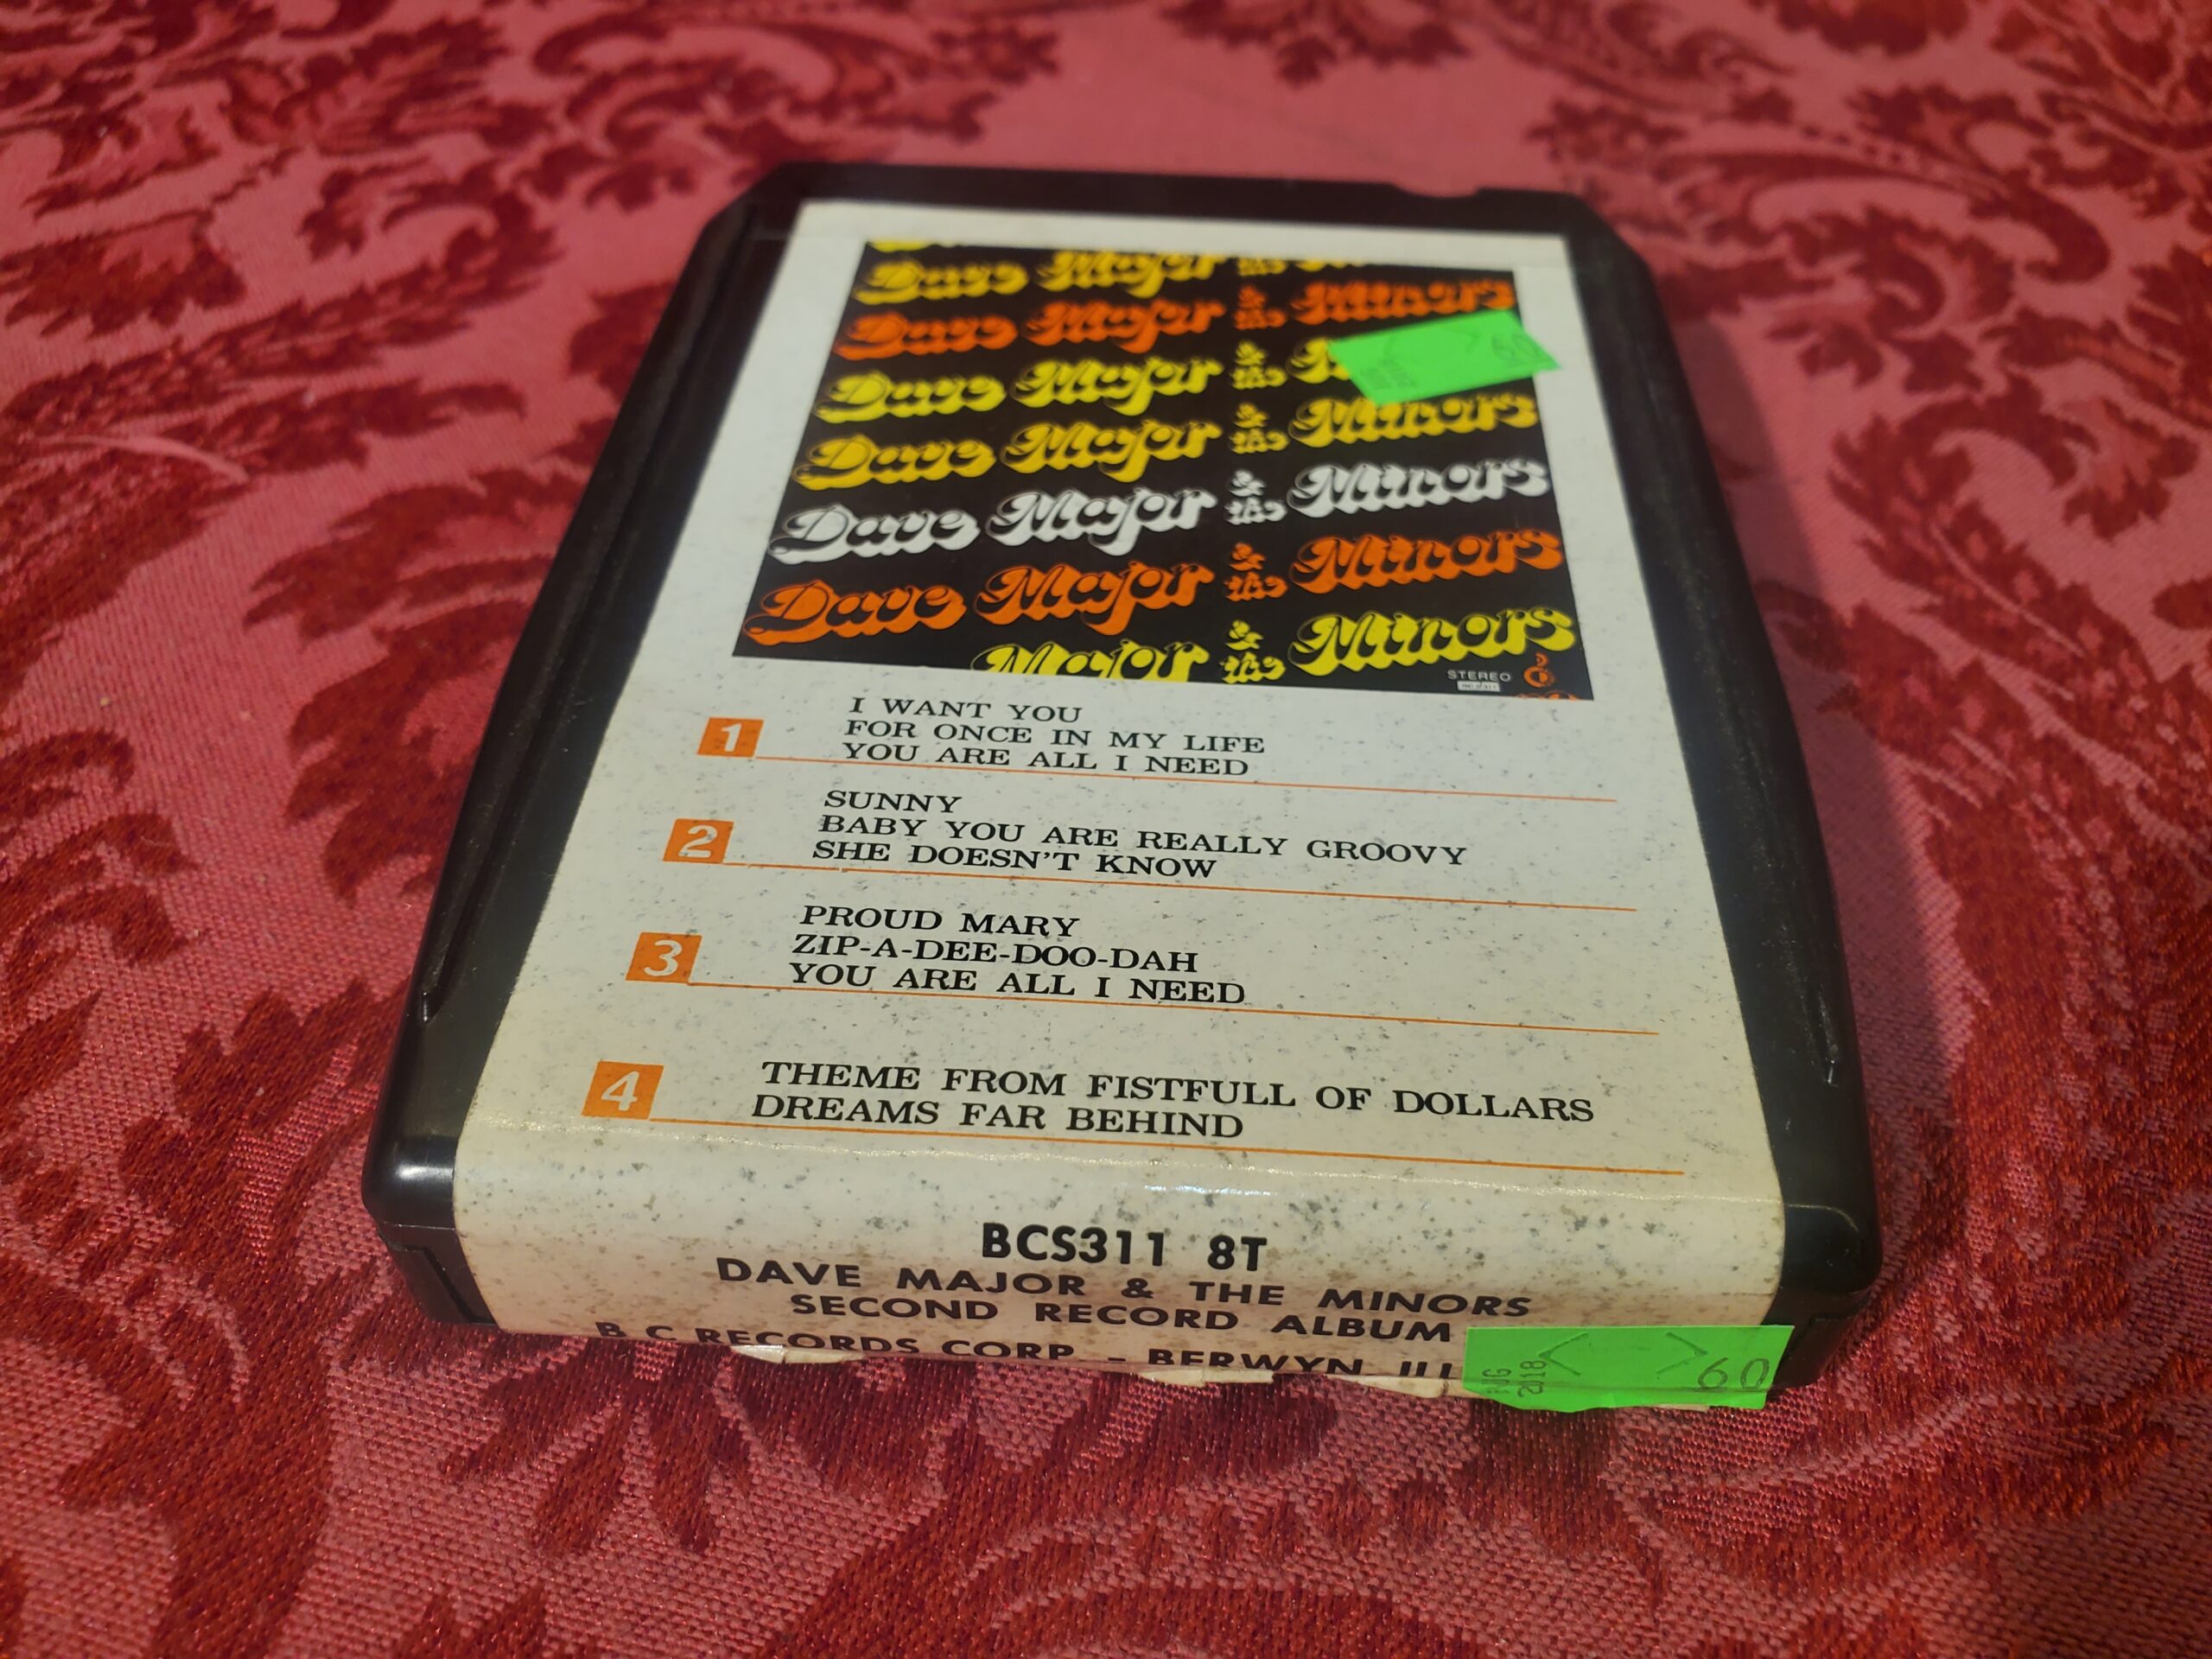 Dave Major & the
Dave Major & the Minors
Dave Major & the
Dave Major & the Minors
Dave Major & the Minors
Dave Major & the Minors
Major & the Minors
STEREO
60
1
I WANT YOU
FOR ONCE IN MY LIFE
YOU ARE ALL I NEED
2
SUNNY
BABY YOU ARE REALLY GROOVY
SHE DOESN'T KNOW
3
PROUD MARY
ZIP-A-DEE-DOO-DAH
YOU ARE ALL I NEED
4
THEME FROM FISTFULL OF DOLLARS
DREAMS FAR BEHIND
BCS311 8T
DAVE MAJOR & THE MINORS
SECOND RECORD ALBUM
B C RECORDS CORP. - BERWYN ILL
AUG
2018
60